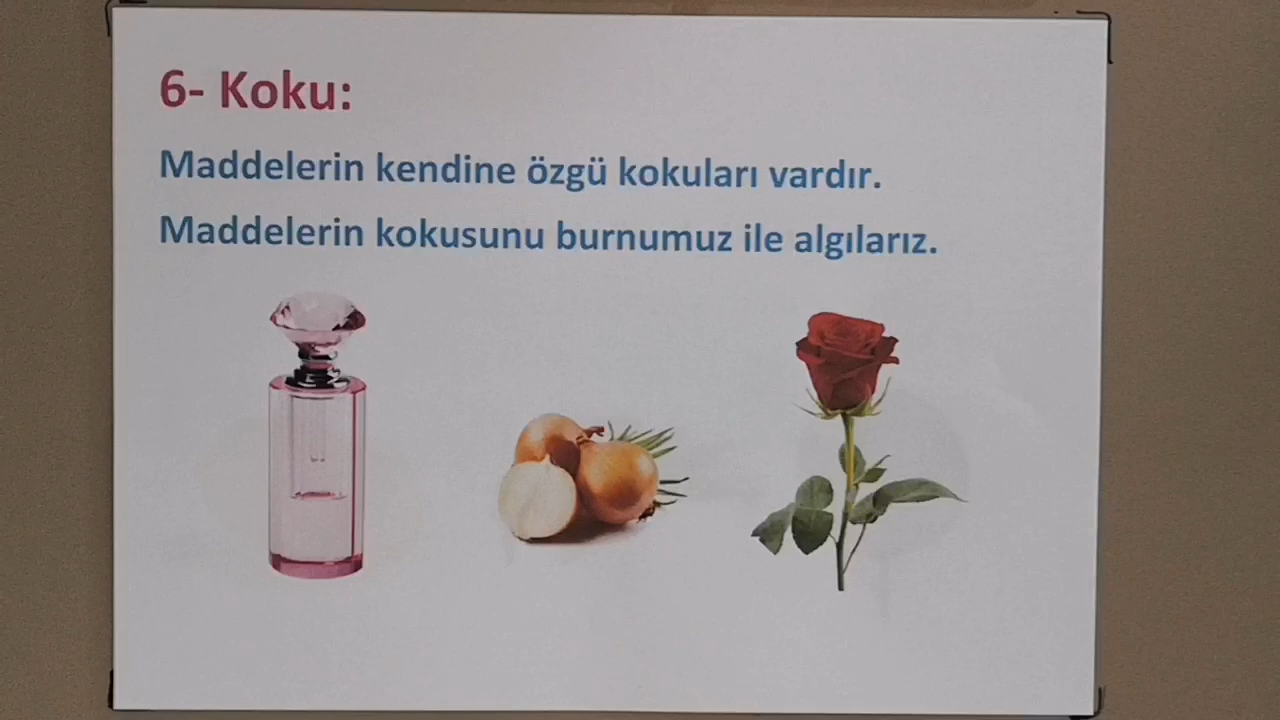 6- Koku:
Maddelerin kendine özgü kokuları vardır.
Maddelerin kokusunu burnumuz ile algılarız.